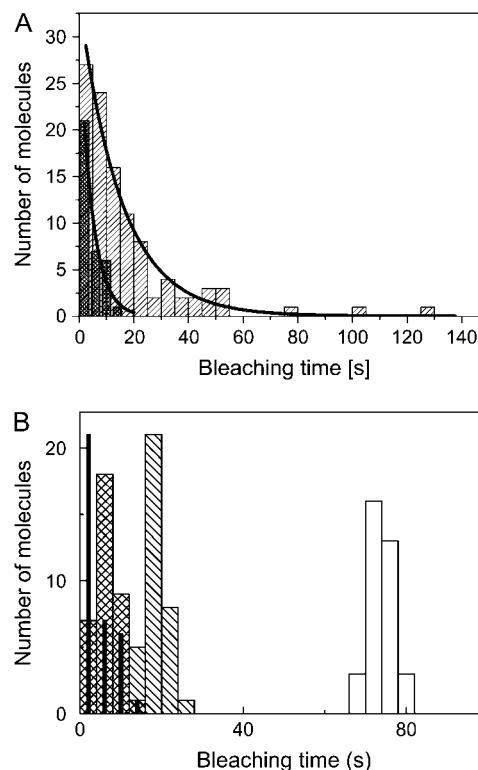 A
Number of molecules
30
25
20
15
10
5
0
0 20 40 60 80 100 120 140
Bleaching time [s]
B
Number of molecules
20
10
0
0 40 80
Bleaching time (s)